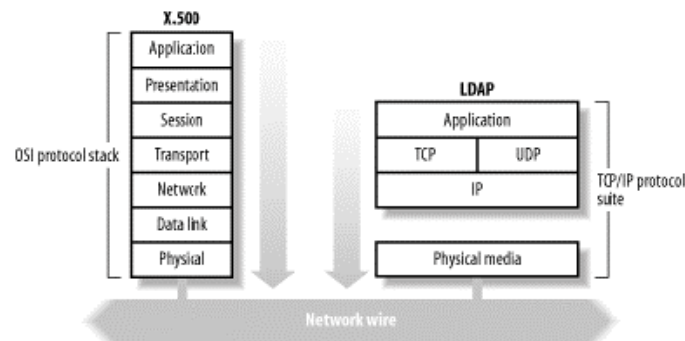 X.500
Application
Presentation
Session
Transport
Network
Data link
Physical
OSI protocol stack
LDAP
Application
TCP
UDP
IP
Physical media
TCP/IP protocol
suite
Network wire